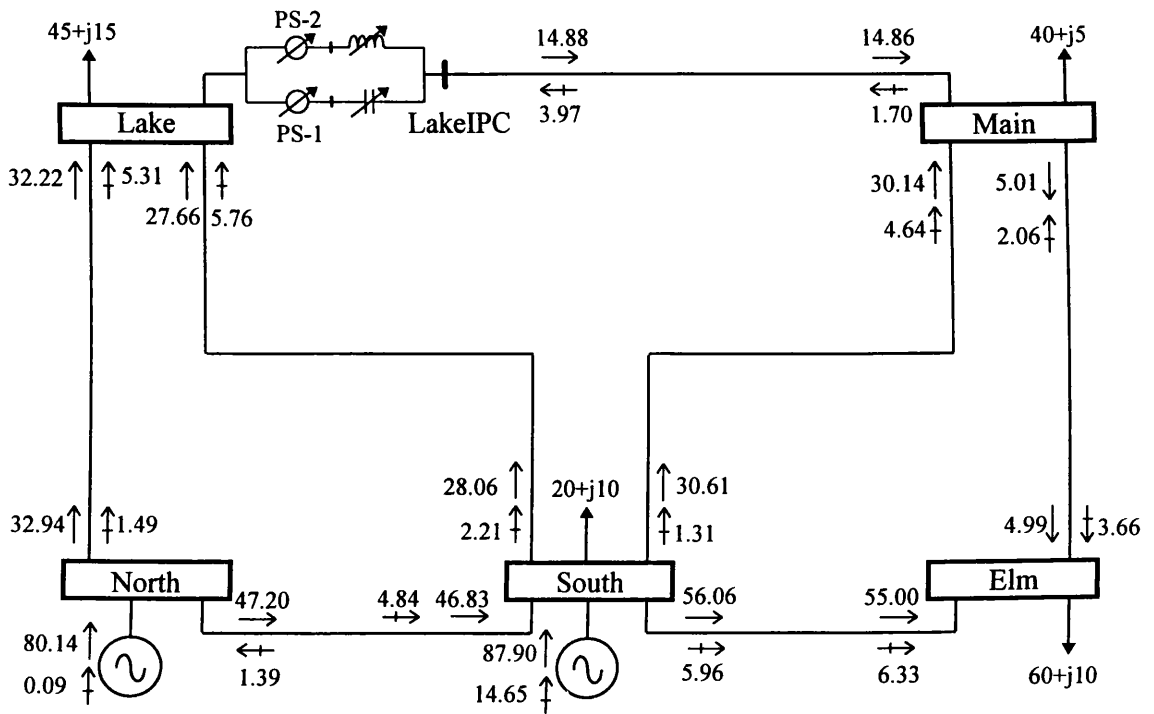 45+j15
PS-2
14.88
14.86
40+j5
Lake
PS-1
LakeIPC
3.97
1.70
Main
32.22
5.31
27.66
5.76
30.14
5.01
4.64
2.06
28.06
20+j10
30.61
32.94
1.49
2.21
1.31
4.99
3.66
North
South
Elm
47.20
4.84
46.83
56.06
55.00
80.14
1.39
87.90
5.96
6.33
0.09
14.65
60+j10